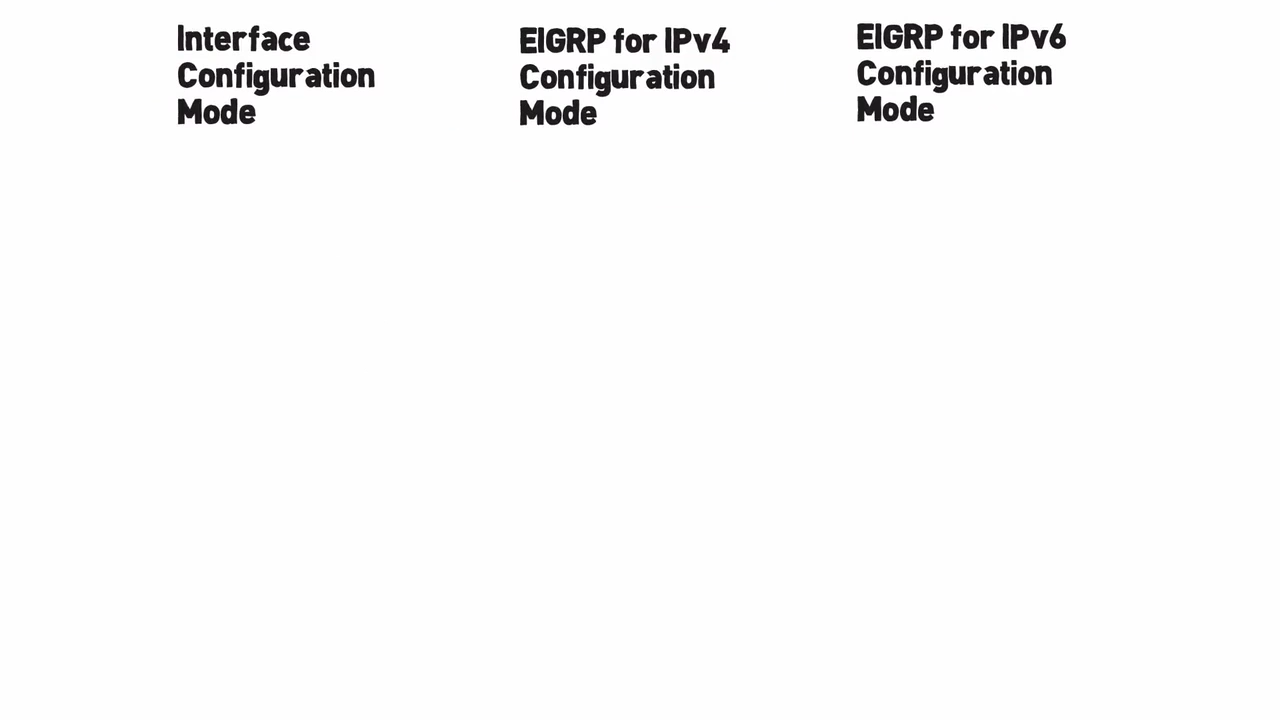 Interface
Configuration
Mode
EIGRP for IPv4
Configuration
Mode
EIGRP for IPv6
Configuration
Mode